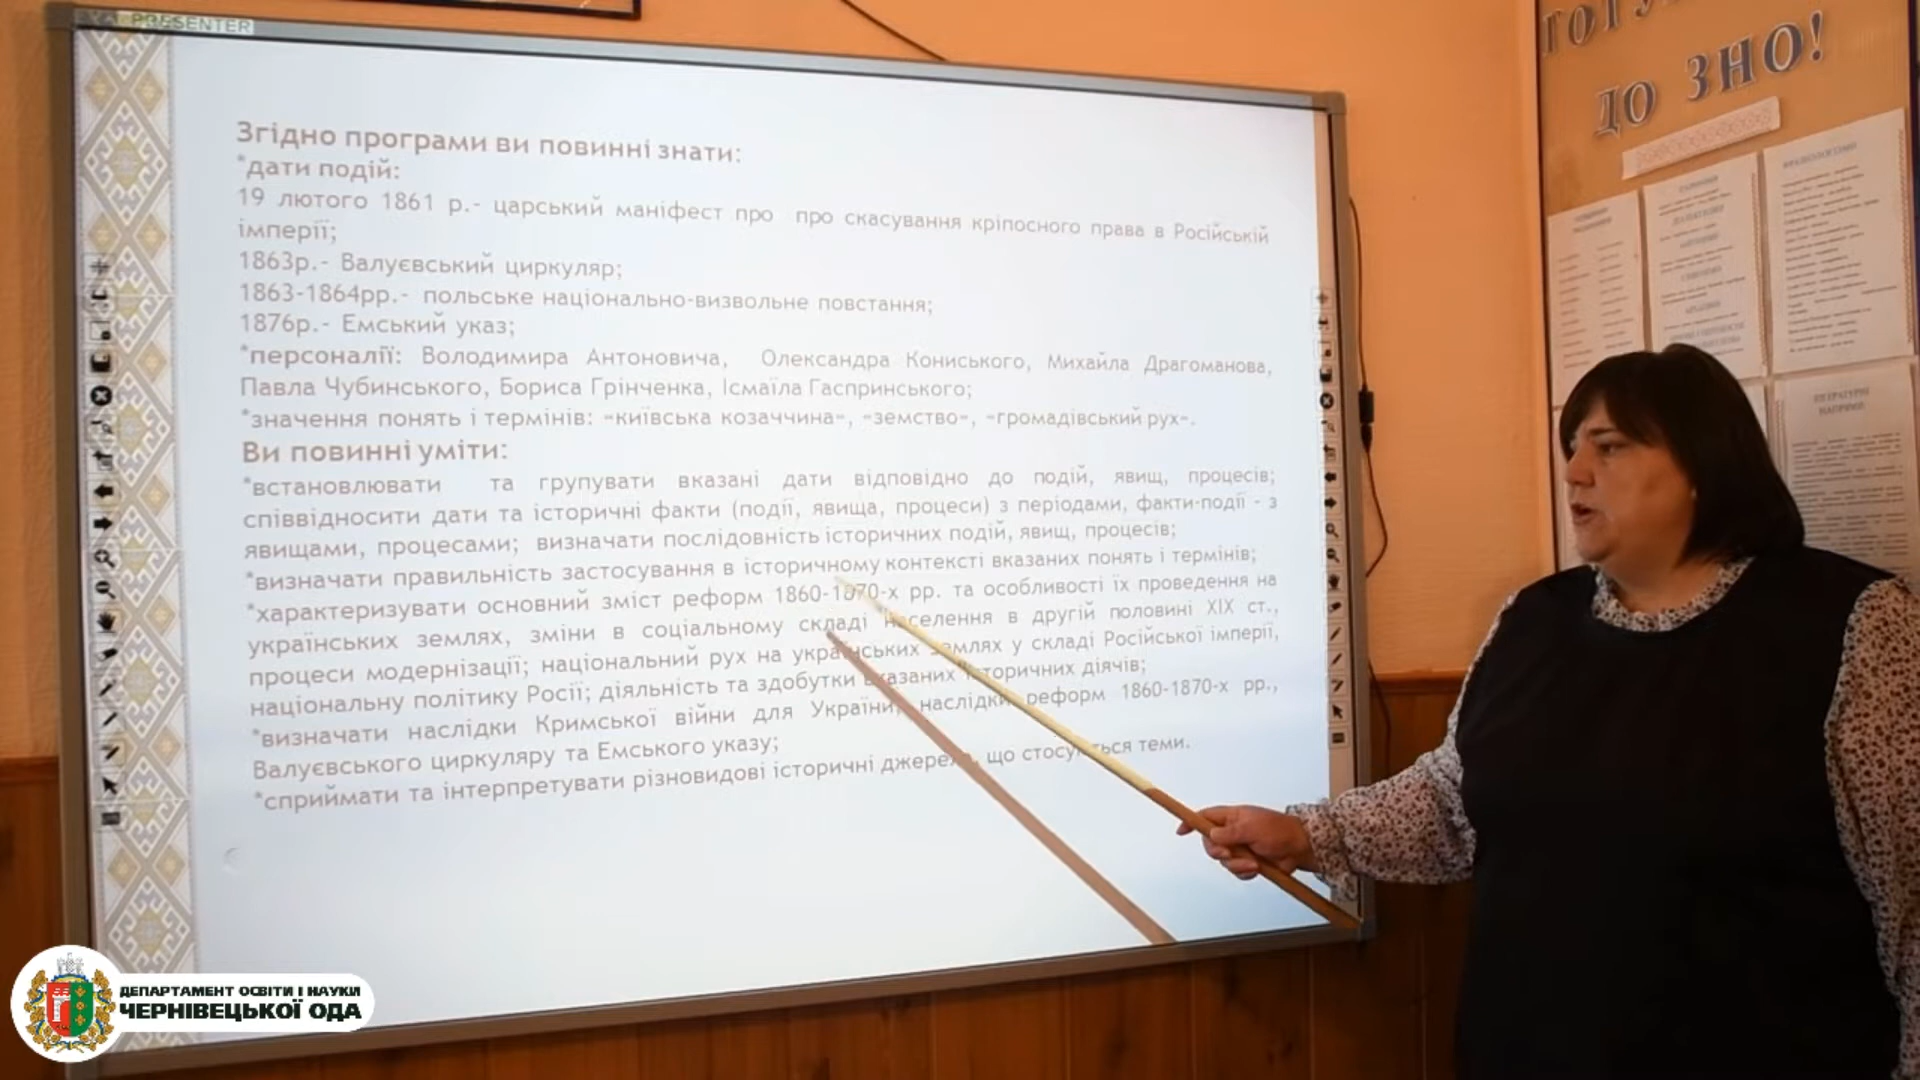 PRESENTER
Згідно програми ви повинні знати:
*дати подій:
19 лютого 1861 р.- царський маніфест про про скасування кріпосного права в Російській
імперії;
1863р.- Валуєвський циркуляр;
1863-1864рр.- польське національно-визвольне повстання;
1876р.- Емський указ;
*персоналії: Володимира Антоновича, Олександра Кониського, Михайла Драгоманова,
Павла Чубинського, Бориса Грінченка, Ісмаїла Гаспринського;
*значення понять і термінів: «київська козаччина», «земство», «громадівський рух».
Ви повинні уміти:
*встановлювати та групувати вказані дати відповідно до подій, явищ, процесів;
співвідносити дати та історичні факти (події, явища, процеси) з періодами, факти-події - з
явищами, процесами; визначати послідовність історичних подій, явищ, процесів;
*визначати правильність застосування в історичному контексті вказаних понять і термінів;
*характеризувати основний зміст реформ 1860-1870-х рр. та особливості їх проведення на
українських землях, зміни в соціальному складі населення в другій половині XIX ст.,
процеси модернізації; національний рух на українських землях у складі Російської імперії,
національну політику Росії; діяльність та здобутки вказаних історичних діячів;
*визначати наслідки Кримської війни для України, наслідки реформ 1860-1870-х рр.,
Валуєвського циркуляру та Емського указу;
*сприймати та інтерпретувати різновидові історичні джерела, що стосуються теми.
ДО ЗНО!
ЛІТЕРАТУРНІ
НАПРЯМИ
ДЕПАРТАМЕНТ ОСВІТИ І НАУКИ
ЧЕРНІВЕЦЬКОЇ ОДА